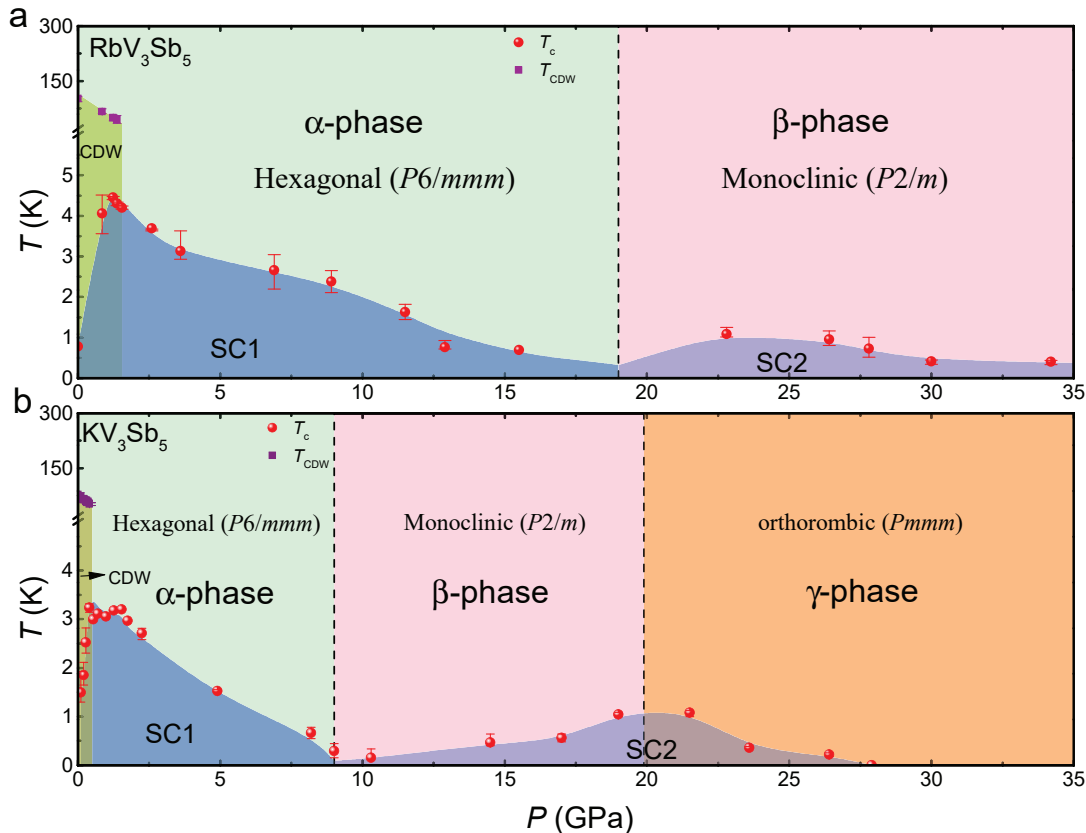 a
300
RbV3Sb5
Tc
TCDW
150
α-phase
β-phase
CDW
Hexagonal (P6/mmm)
Monoclinic (P2/m)
5
4
3
2
1
0
T (K)
SC1
SC2
0 5 10 15 20 25 30 35
b
300
KV3Sb5
Tc
TCDW
150
Hexagonal (P6/mmm)
Monoclinic (P2/m)
orthorombic (Pmmm)
CDW
α-phase
β-phase
γ-phase
4
3
2
1
0
T (K)
SC1
SC2
0 5 10 15 20 25 30 35
P (GPa)